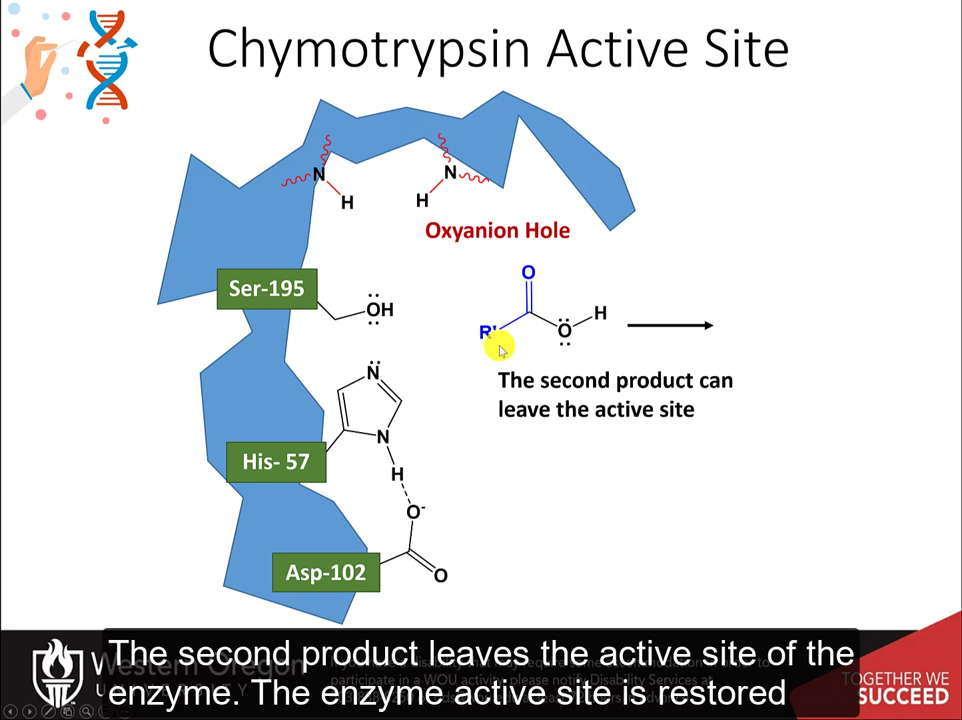 Chymotrypsin Active Site
N
H
N
H
Oxyanion Hole
Ser-195
OH
O
R'
O
H
The second product can
leave the active site
N
N
H
His- 57
O-
Asp-102
O
The second product leaves the active site of the
enzyme. The enzyme active site is restored
TOGETHER WE
SUCCEED